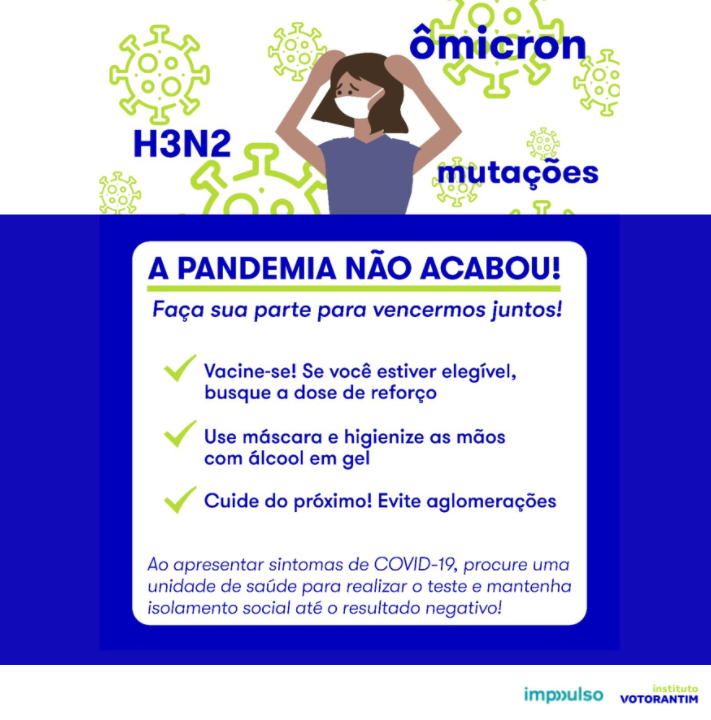 ômicron
H3N2
mutações
A PANDEMIA NÃO ACABOU!
Faça sua parte para vencermos juntos!
Vacine-se! Se você estiver elegível,
busque a dose de reforço
Use máscara e higienize as mãos
com álcool em gel
Cuide do próximo! Evite aglomerações
Ao apresentar sintomas de COVID-19, procure uma
unidade de saúde para realizar o teste e mantenha
isolamento social até o resultado negativo!
impulso
instituto
VOTORANTIM